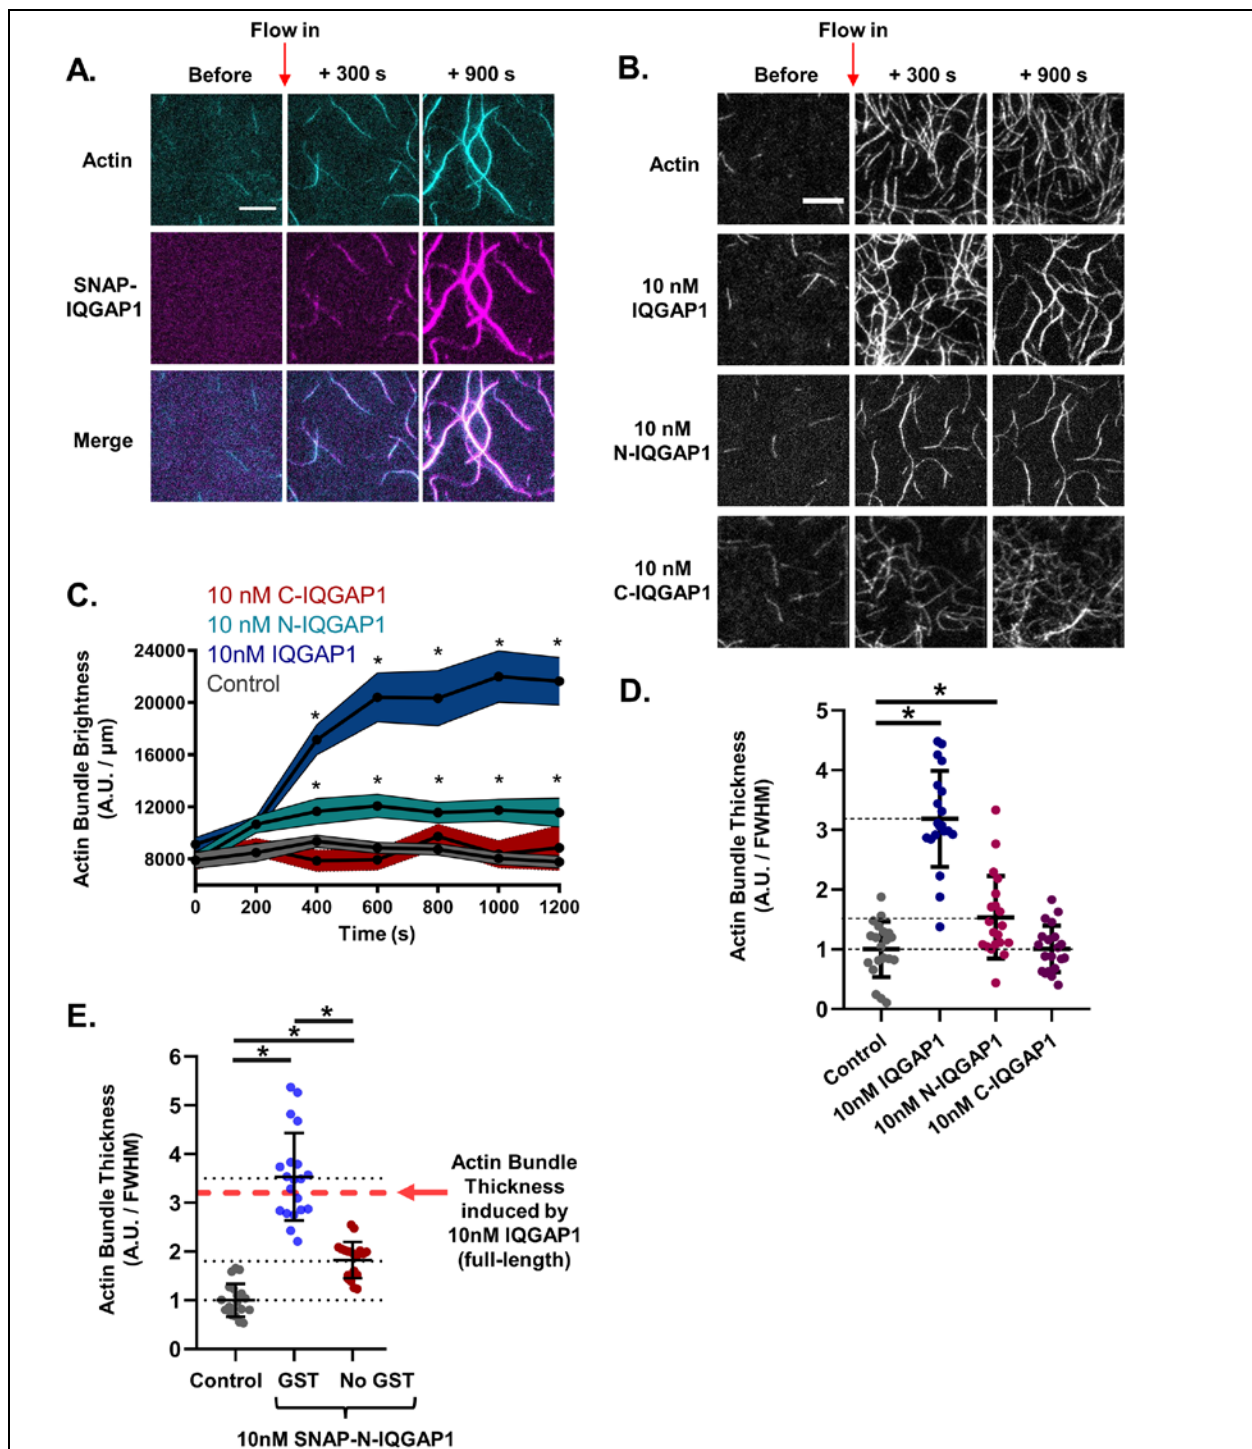 Flow in
A.
Before
+ 300 s
+ 900 s
Actin
SNAP-
IQGAP1
Merge
Flow in
B.
Before
+ 300 s
+ 900 s
Actin
10 nM
IQGAP1
10 nM
N-IQGAP1
10 nM
C-IQGAP1
C.
10 nM C-IQGAP1
10 nM N-IQGAP1
10nM IQGAP1
Control
Actin Bundle Brightness
(A.U. / µm)
24000
20000
16000
12000
8000
* * * * *
* * * * *
0 200 400 600 800 1000 1200
Time (s)
D.
*
*
Actin Bundle Thickness
(A.U. / FWHM)
5
4
3
2
1
0
Control
10nM IQGAP1
10nM N-IQGAP1
10nM C-IQGAP1
E.
*
*
*
Actin Bundle Thickness
(A.U. / FWHM)
6
5
4
3
2
1
0
Actin Bundle
Thickness
induced by
10nM IQGAP1
(full-length)
Control GST No GST
10nM SNAP-N-IQGAP1